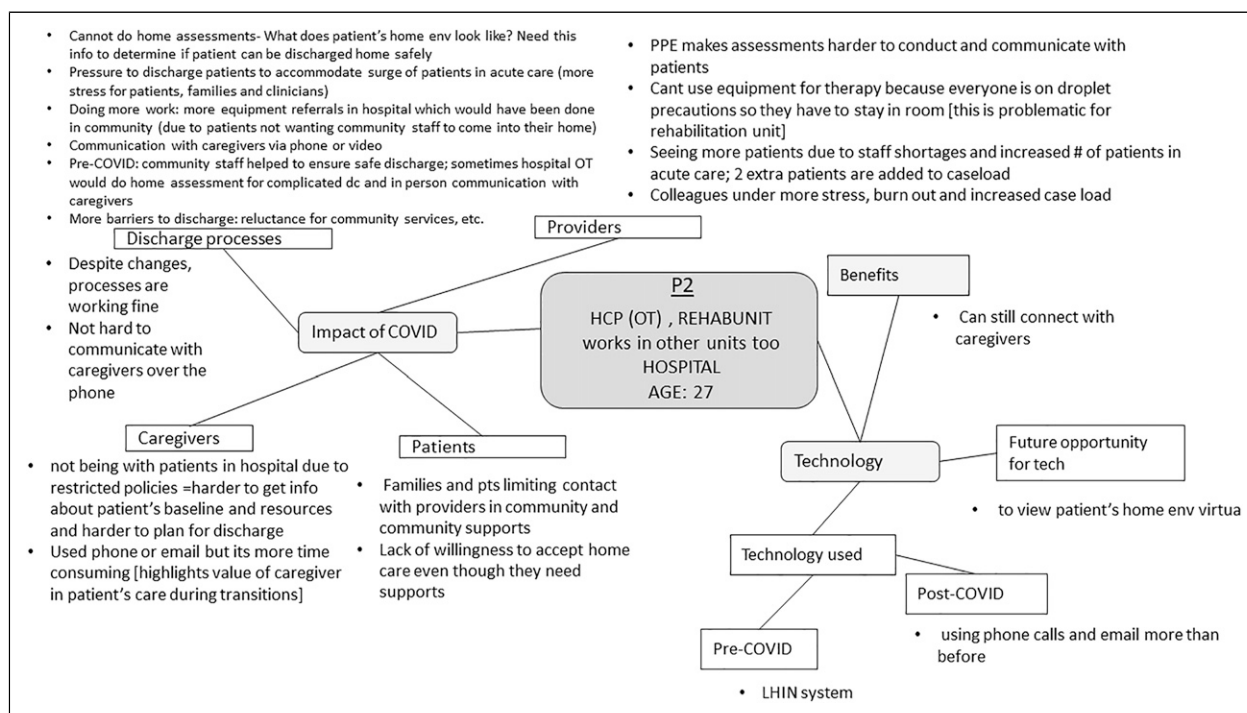 • Cannot do home assessments- What does patient's home env look like? Need this
info to determine if patient can be discharged home safely
• Pressure to discharge patients to accommodate surge of patients in acute care (more
stress for patients, families and clinicians)
• Doing more work: more equipment referrals in hospital which would have been done
in community (due to patients not wanting community staff to come into their home)
• Communication with caregivers via phone or video
• Pre-COVID: community staff helped to ensure safe discharge; sometimes hospital OT
would do home assessment for complicated dc and in person communication with
caregivers
• More barriers to discharge: reluctance for community services, etc.
• PPE makes assessments harder to conduct and communicate with
patients
• Cant use equipment for therapy because everyone is on droplet
precautions so they have to stay in room [this is problematic for
rehabilitation unit]
• Seeing more patients due to staff shortages and increased # of patients in
acute care; 2 extra patients are added to caseload
• Colleagues under more stress, burn out and increased case load
Discharge processes
Providers
• Despite changes,
processes are
working fine
• Not hard to
communicate with
caregivers over the
phone
Impact of COVID
P2
HCP (OT) , REHABUNIT
works in other units too
HOSPITAL
AGE: 27
Benefits
• Can still connect with
caregivers
Caregivers
• not being with patients in hospital due to
restricted policies =harder to get info
about patient's baseline and resources
and harder to plan for discharge
• Used phone or email but its more time
consuming [highlights value of caregiver
in patient's care during transitions]
Patients
• Families and pts limiting contact
with providers in community and
community supports
• Lack of willingness to accept home
care even though they need
supports
Technology
Future opportunity
for tech
• to view patient's home env virtua
Technology used
Post-COVID
• using phone calls and email more than
before
Pre-COVID
• LHIN system